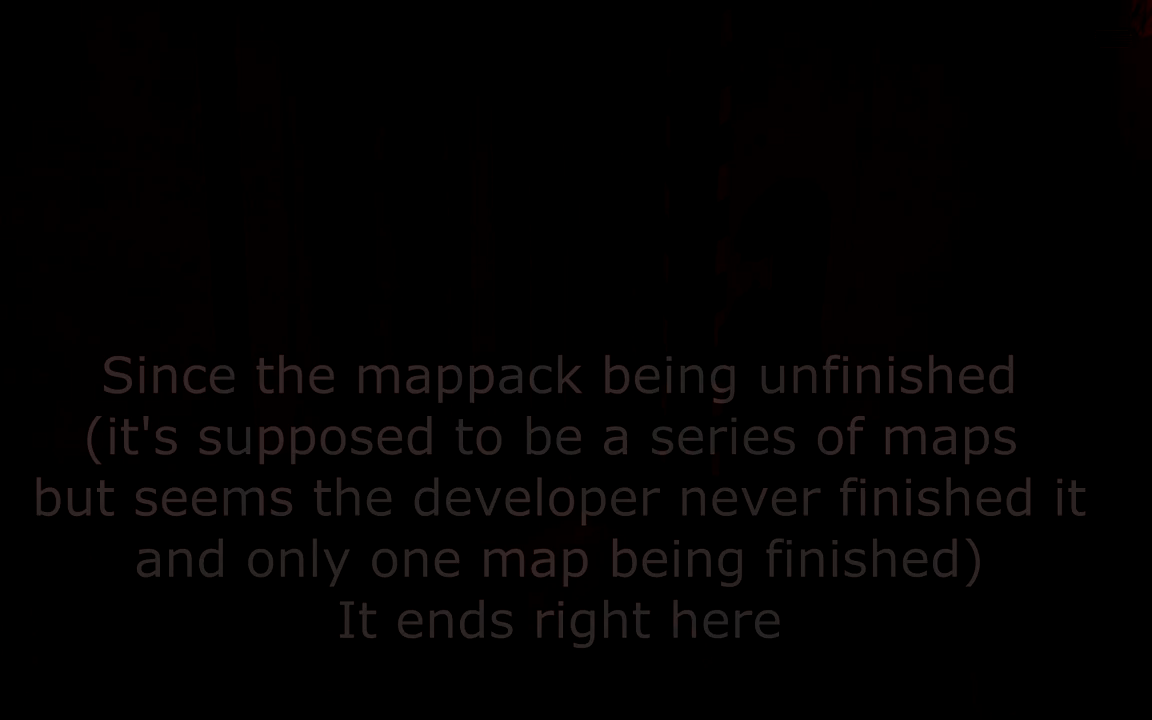 Since the mappack being unfinished
(it's supposed to be a series of maps
but seems the developer never finished it
and only one map being finished)
It ends right here